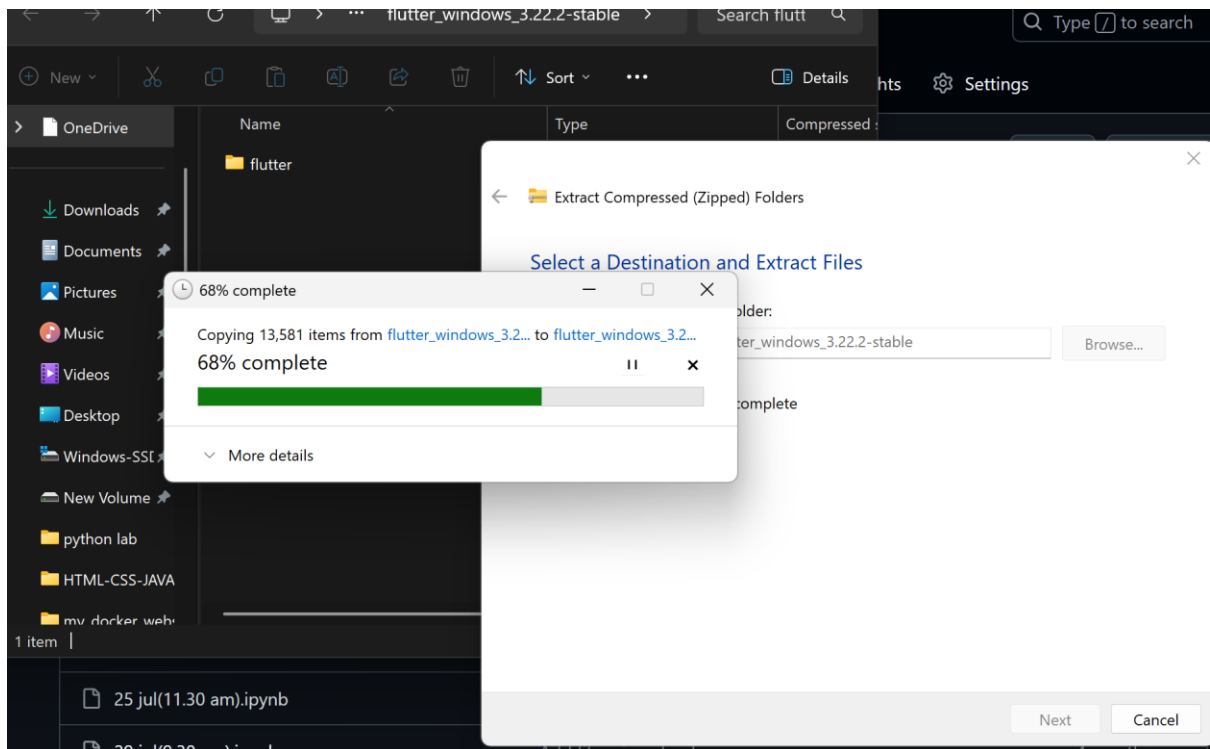 flutter_windows_3.22.2-stable
Search flutt
Type / to search
New
Sort
Details
hts
Settings
OneDrive
Name
Type
Compressed s
flutter
Downloads
Documents
Pictures
Music
Videos
Desktop
Windows-SSD
New Volume
python lab
HTML-CSS-JAVA
my_docker_webs
1 item
Extract Compressed (Zipped) Folders
Select a Destination and Extract Files
older:
ter_windows_3.22.2-stable
Browse...
complete
68% complete
Copying 13,581 items from flutter_windows_3.2... to flutter_windows_3.2...
68% complete
More details
25 jul(11.30 am).ipynb
Next
Cancel